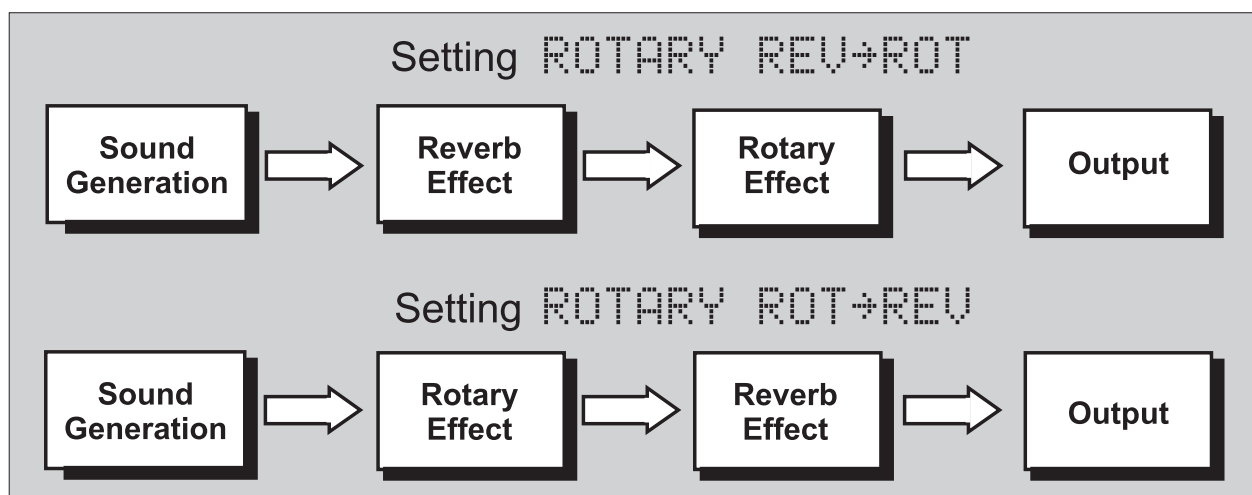 Setting ROTARY REV→ROT
Sound
Generation
Reverb
Effect
Rotary
Effect
Output
Setting ROTARY ROT→REV
Sound
Generation
Rotary
Effect
Reverb
Effect
Output